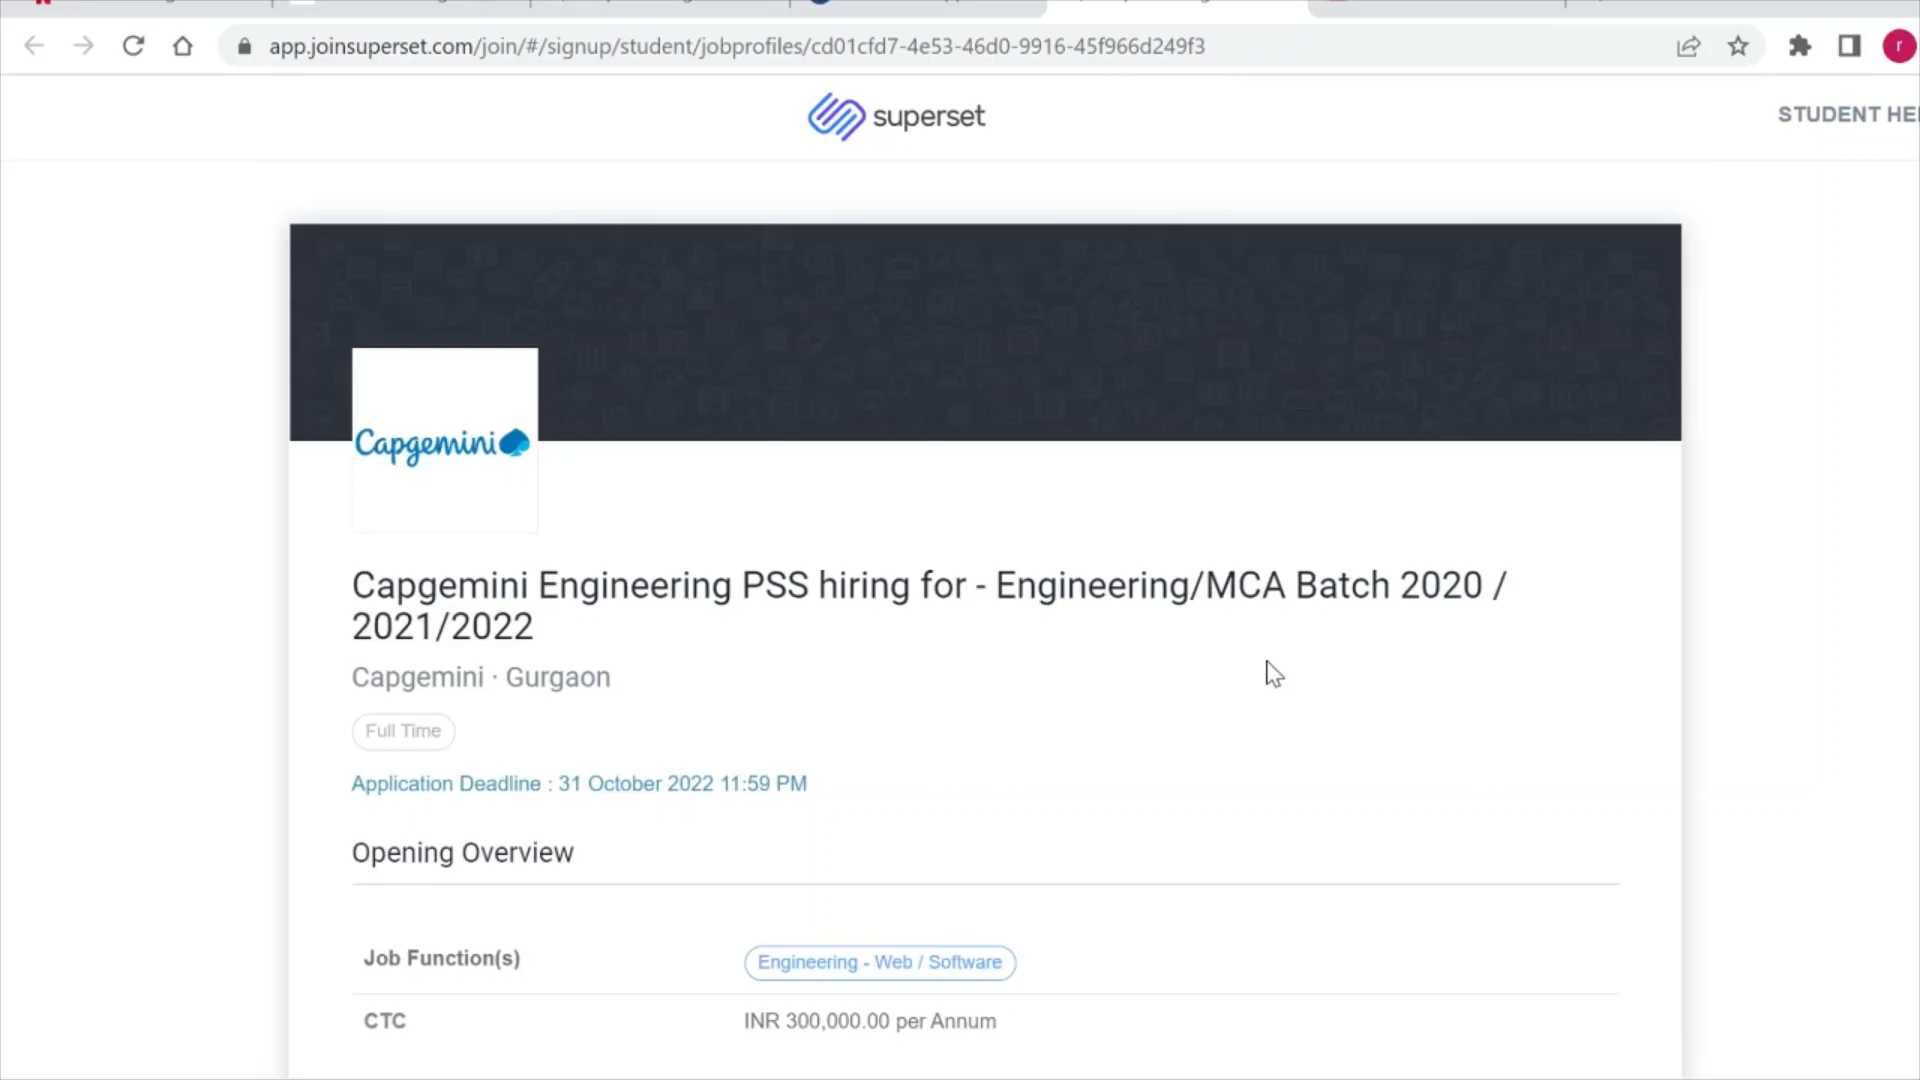 app.joinsuperset.com/join/#/signup/student/jobprofiles/cd01cfd7-4e53-46d0-9916-45f966d249f3
r
superset
STUDENT HE
Capgemini
Capgemini Engineering PSS hiring for - Engineering/MCA Batch 2020 /
2021/2022
Capgemini · Gurgaon
Full Time
Application Deadline : 31 October 2022 11:59 PM
Opening Overview
Job Function(s)
Engineering - Web / Software
CTC
INR 300,000.00 per Annum